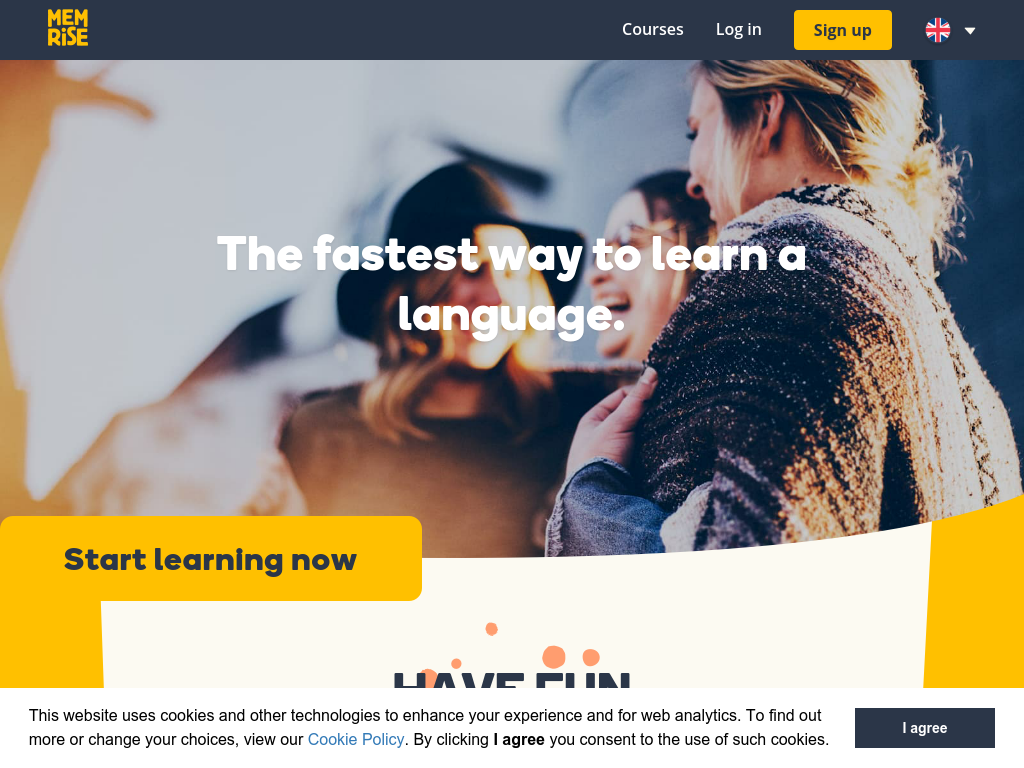 MEM
RiSE
Courses
Log in
Sign up
The fastest way to learn a
language.
Start learning now
HAVE FUN
This website uses cookies and other technologies to enhance your experience and for web analytics. To find out
more or change your choices, view our Cookie Policy. By clicking I agree you consent to the use of such cookies.
I agree